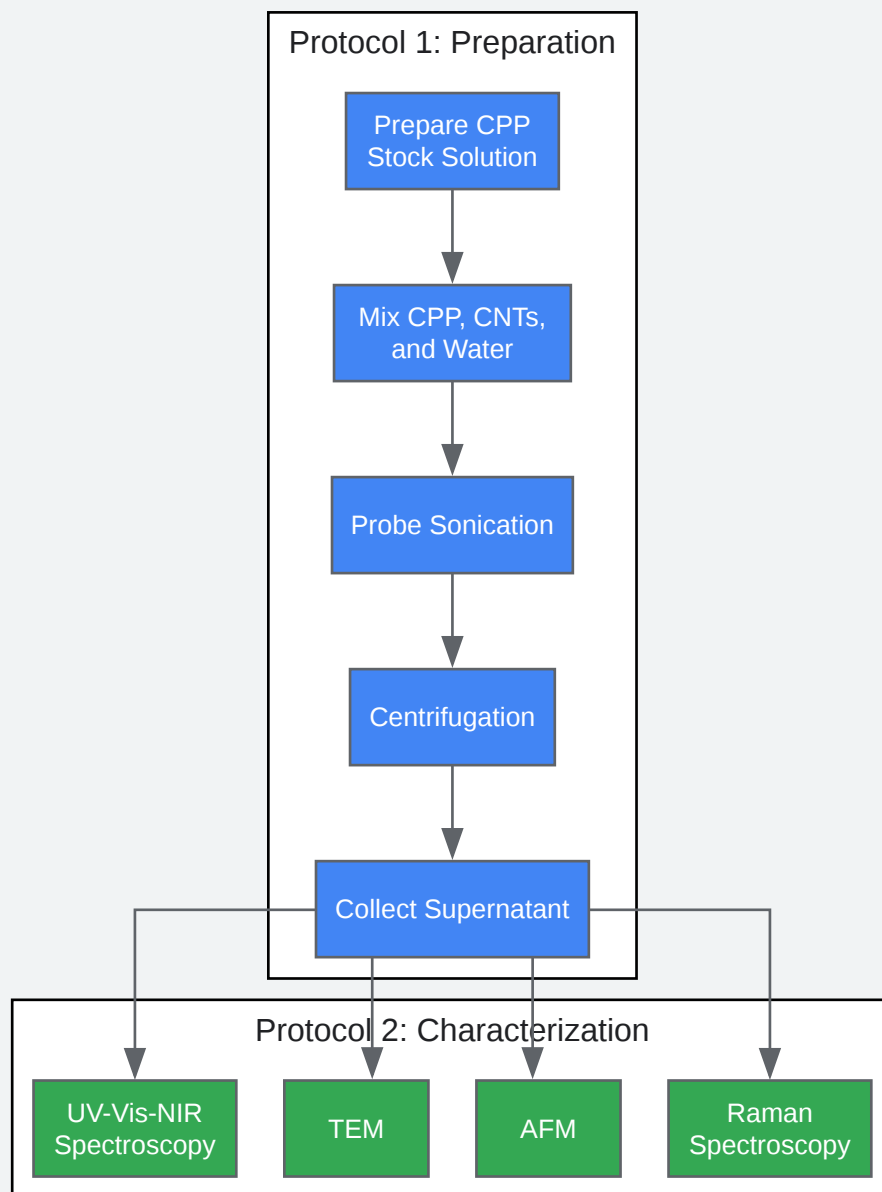 Protocol 1: Preparation
Prepare CPP
Stock Solution
Mix CPP, CNTs,
and Water
Probe Sonication
Centrifugation
Collect Supernatant
Protocol 2: Characterization
UV-Vis-NIR
Spectroscopy
TEM
AFM
Raman
Spectroscopy